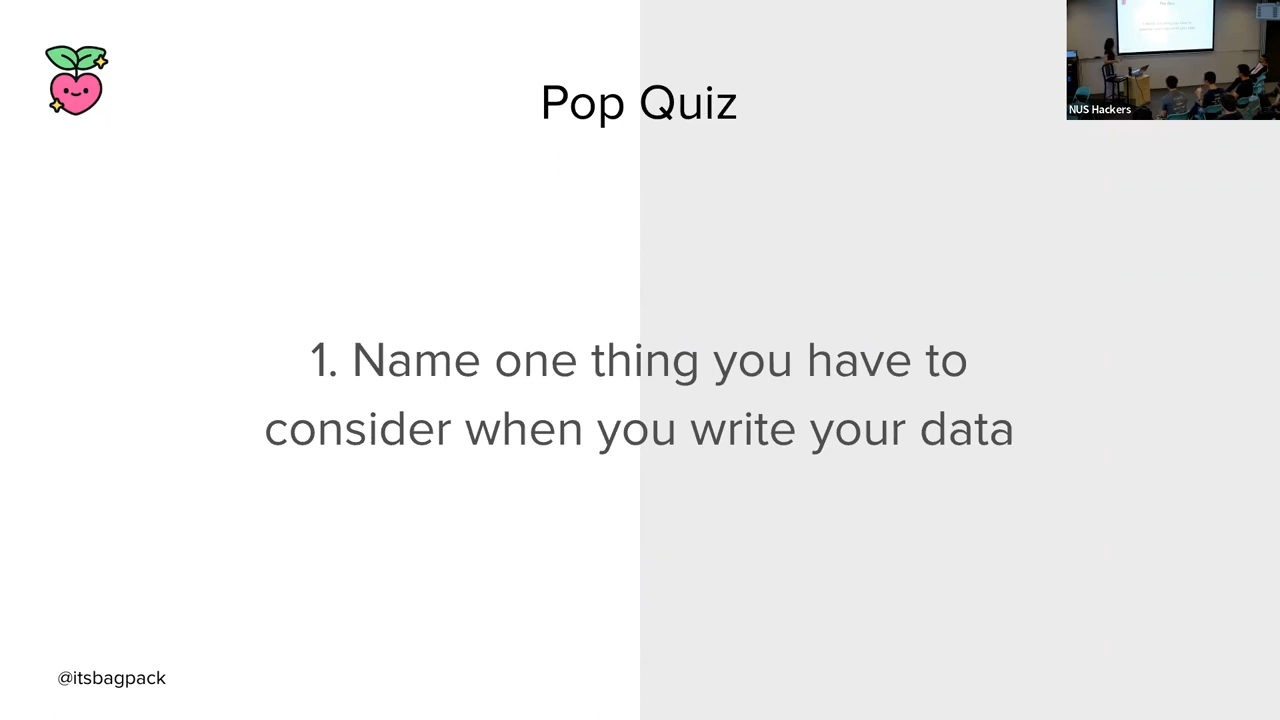 Pop Quiz
NUS Hackers
1. Name one thing you have to
consider when you write your data
@itsbagpack